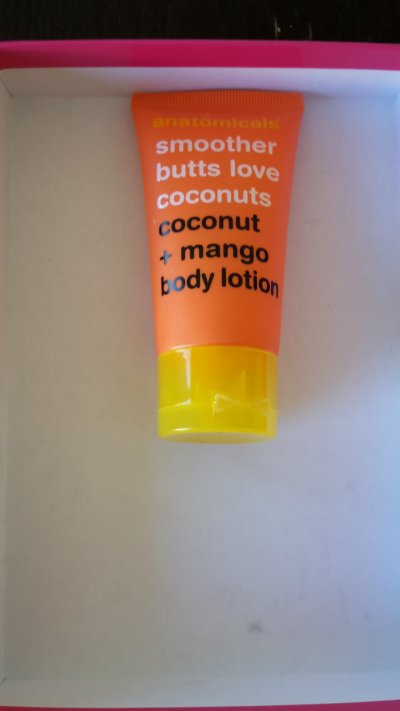 anatomicals
smoother
butts love
coconuts
coconut
+ mango
body lotion